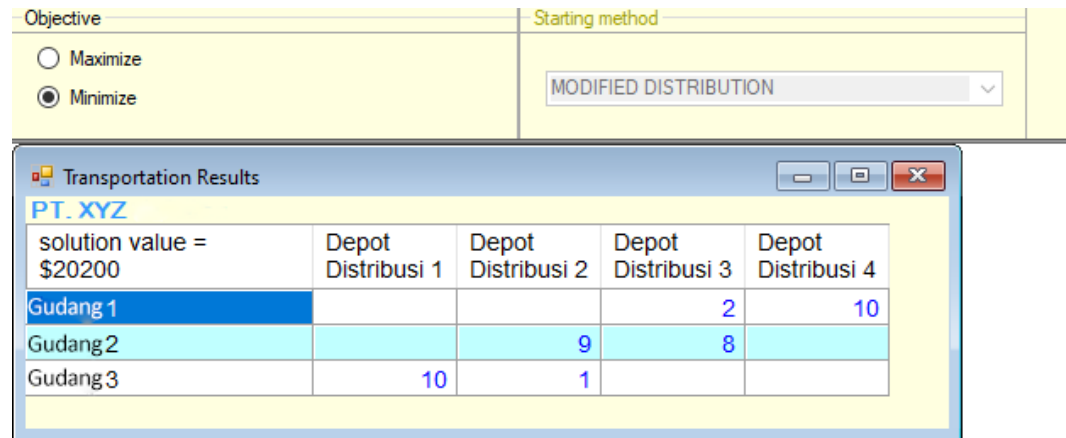 Objective
Starting method
Maximize
Minimize
MODIFIED DISTRIBUTION
Transportation Results
PT. XYZ
solution value = $20200 Depot Distribusi 1 Depot Distribusi 2 Depot Distribusi 3 Depot Distribusi 4
Gudang 1 2 10
Gudang 2 9 8
Gudang 3 10 1